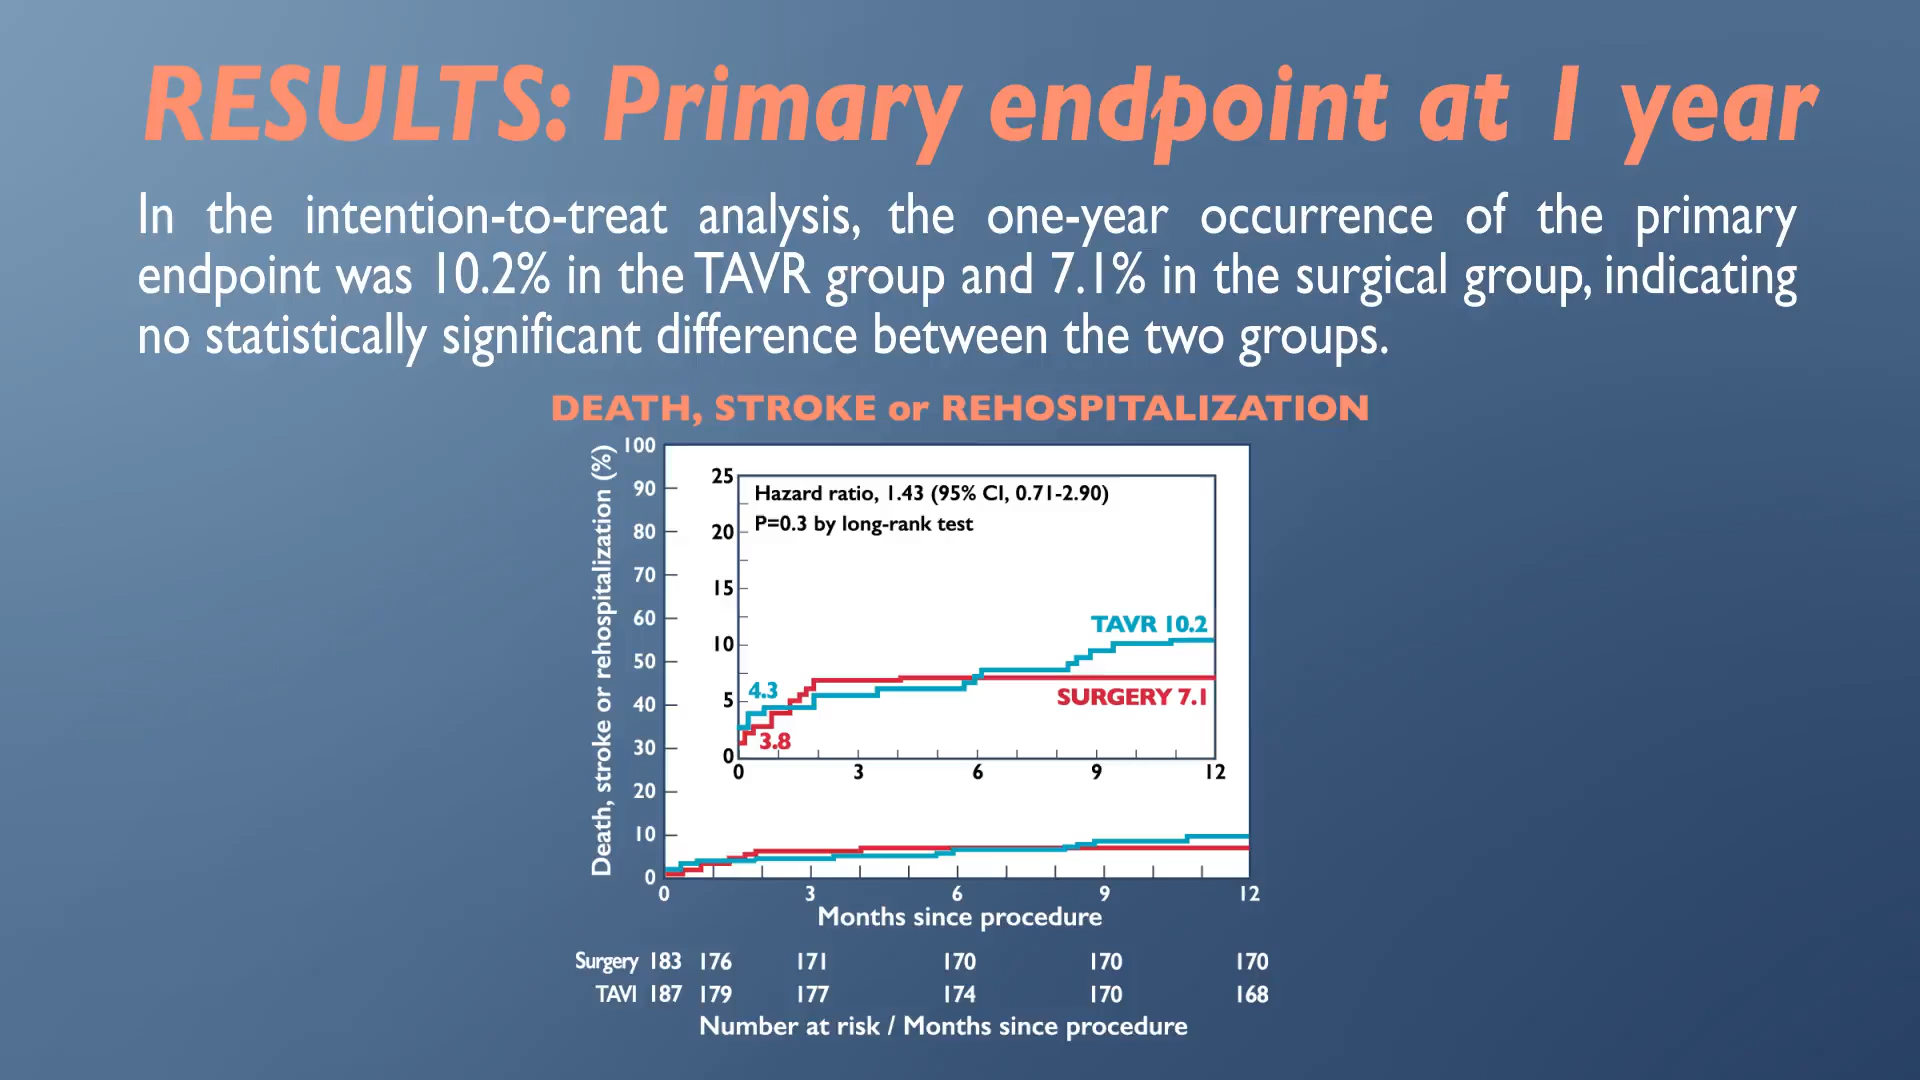 RESULTS: Primary endpoint at 1 year
In the intention-to-treat analysis, the one-year occurrence of the primary
endpoint was 10.2% in the TAVR group and 7.1% in the surgical group, indicating
no statistically significant difference between the two groups.
DEATH, STROKE or REHOSPITALIZATION
Death, stroke or rehospitalization (%)
100
90
80
70
60
50
40
30
20
10
0
25
20
15
10
5
0
Hazard ratio, 1.43 (95% CI, 0.71-2.90)
P=0.3 by long-rank test
TAVR 10.2
4.3
SURGERY 7.1
3.8
0 3 6 9 12
0 3 6 9 12
Months since procedure
Surgery 183 176 171 170 170 170
TAVI 187 179 177 174 170 168
Number at risk / Months since procedure